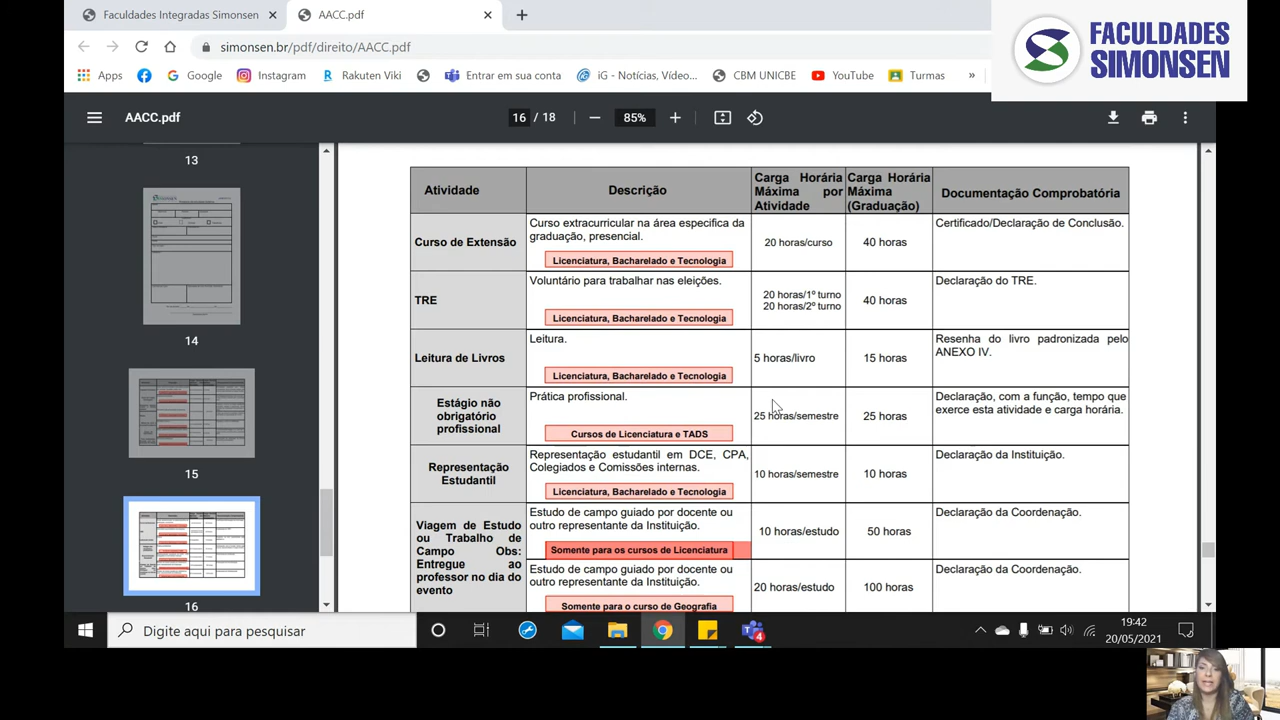 Faculdades Integradas Simonsen
AACC.pdf
simonsen.br/pdf/direito/AACC.pdf
FACULDADES
SIMONSEN
Apps
Google
Instagram
Rakuten Viki
Entrar em sua conta
iG - Notícias, Vídeo...
CBM UNICBE
YouTube
Turmas
»
AACC.pdf
16 / 18
85%
13
14
15
16
Atividade
Descrição
Carga Horária
Máxima por
Atividade
Carga Horária
Máxima
(Graduação)
Documentação Comprobatória
Curso de Extensão
Curso extracurricular na área especifica da
graduação, presencial.
Licenciatura, Bacharelado e Tecnologia
20 horas/curso
40 horas
Certificado/Declaração de Conclusão.
TRE
Voluntário para trabalhar nas eleições.
Licenciatura, Bacharelado e Tecnologia
20 horas/1º turno
20 horas/2º turno
40 horas
Declaração do TRE.
Leitura de Livros
Leitura.
Licenciatura, Bacharelado e Tecnologia
5 horas/livro
15 horas
Resenha do livro padronizada pelo
ANEXO IV.
Estágio não
obrigatório
profissional
Prática profissional.
Cursos de Licenciatura e TADS
25 horas/semestre
25 horas
Declaração, com a função, tempo que
exerce esta atividade e carga horária.
Representação
Estudantil
Representação estudantil em DCE, CPA,
Colegiados e Comissões internas.
Licenciatura, Bacharelado e Tecnologia
10 horas/semestre
10 horas
Declaração da Instituição.
Viagem de Estudo
ou Trabalho de
Campo Obs:
Entregue ao
professor no dia do
evento
Estudo de campo guiado por docente ou
outro representante da Instituição.
Somente para os cursos de Licenciatura
10 horas/estudo
50 horas
Declaração da Coordenação.
Estudo de campo guiado por docente ou
outro representante da Instituição.
Somente para o curso de Geografia
20 horas/estudo
100 horas
Declaração da Coordenação.
Digite aqui para pesquisar
4
19:42
20/05/2021